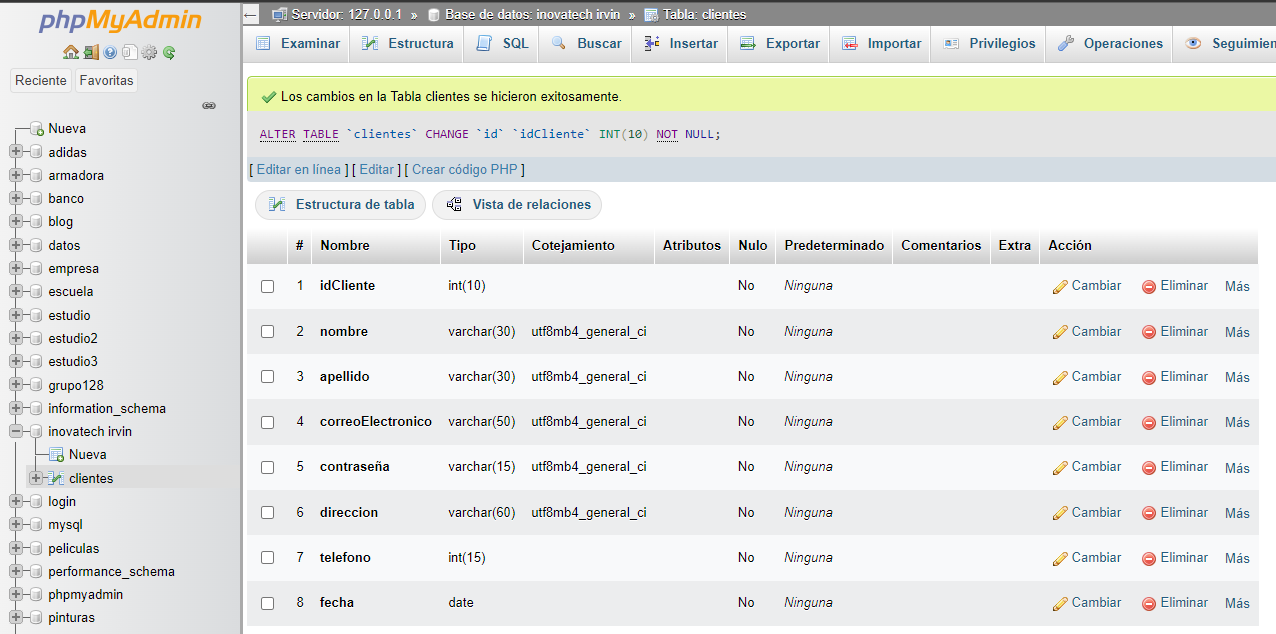 phpMyAdmin
Reciente Favoritas
Nueva
adidas
armadora
banco
blog
datos
empresa
escuela
estudio
estudio2
estudio3
grupo128
information_schema
inovatech irvin
Nueva
clientes
login
mysql
peliculas
performance_schema
phpmyadmin
pinturas
Servidor: 127.0.0.1 » Base de datos: inovatech irvin » Tabla: clientes
Examinar Estructura SQL Buscar Insertar Exportar Importar Privilegios Operaciones Seguimien
Los cambios en la Tabla clientes se hicieron exitosamente.
ALTER TABLE `clientes` CHANGE `id` `idCliente` INT(10) NOT NULL;
[ Editar en línea ] [ Editar ] [ Crear código PHP ]
Estructura de tabla Vista de relaciones
# Nombre Tipo Cotejamiento Atributos Nulo Predeterminado Comentarios Extra Acción
1 idCliente int(10) No Ninguna Cambiar Eliminar Más
2 nombre varchar(30) utf8mb4_general_ci No Ninguna Cambiar Eliminar Más
3 apellido varchar(30) utf8mb4_general_ci No Ninguna Cambiar Eliminar Más
4 correoElectronico varchar(50) utf8mb4_general_ci No Ninguna Cambiar Eliminar Más
5 contraseña varchar(15) utf8mb4_general_ci No Ninguna Cambiar Eliminar Más
6 direccion varchar(60) utf8mb4_general_ci No Ninguna Cambiar Eliminar Más
7 telefono int(15) No Ninguna Cambiar Eliminar Más
8 fecha date No Ninguna Cambiar Eliminar Más